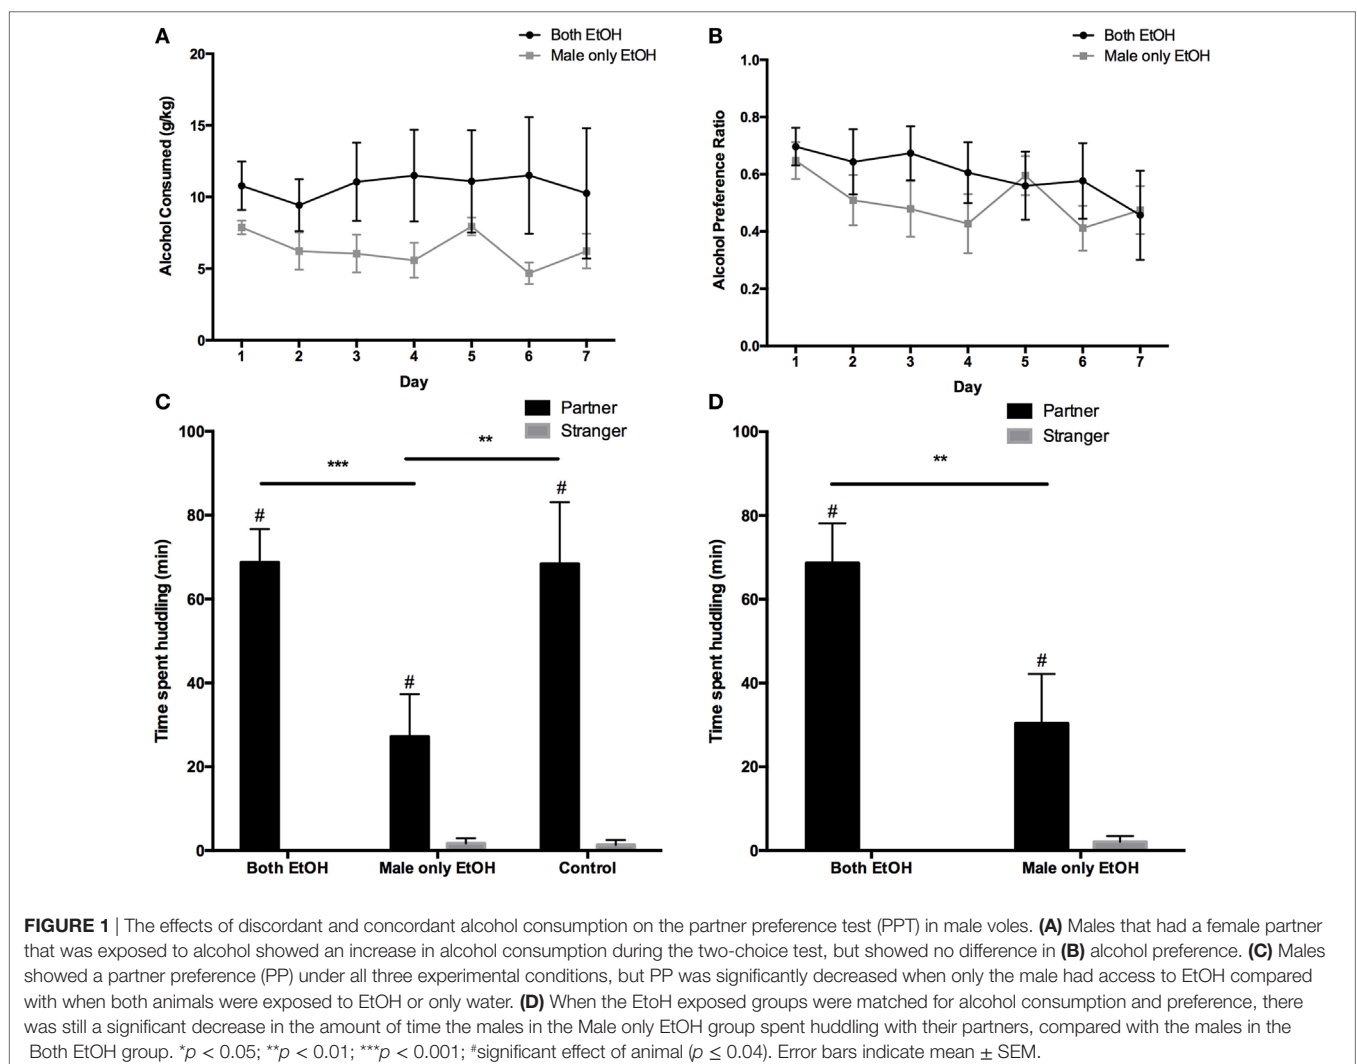 A
Both EtOH
Male only EtOH
20
15
10
5
0
Alcohol Consumed (g/kg)
1 2 3 4 5 6 7
Day
B
Both EtOH
Male only EtOH
1.0
0.8
0.6
0.4
0.2
0.0
Alcohol Preference Ratio
1 2 3 4 5 6 7
Day
C
Partner
Stranger
100
80
60
40
20
0
Time spent huddling (min)
***
**
#
#
#
Both EtOH Male only EtOH Control
D
Partner
Stranger
100
80
60
40
20
0
Time spent huddling (min)
**
#
#
Both EtOH Male only EtOH
FIGURE 1 | The effects of discordant and concordant alcohol consumption on the partner preference test (PPT) in male voles. (A) Males that had a female partner
that was exposed to alcohol showed an increase in alcohol consumption during the two-choice test, but showed no difference in (B) alcohol preference. (C) Males
showed a partner preference (PP) under all three experimental conditions, but PP was significantly decreased when only the male had access to EtOH compared
with when both animals were exposed to EtOH or only water. (D) When the EtoH exposed groups were matched for alcohol consumption and preference, there
was still a significant decrease in the amount of time the males in the Male only EtOH group spent huddling with their partners, compared with the males in the
Both EtOH group. *p < 0.05; **p < 0.01; ***p < 0.001; #significant effect of animal (p ≤ 0.04). Error bars indicate mean ± SEM.